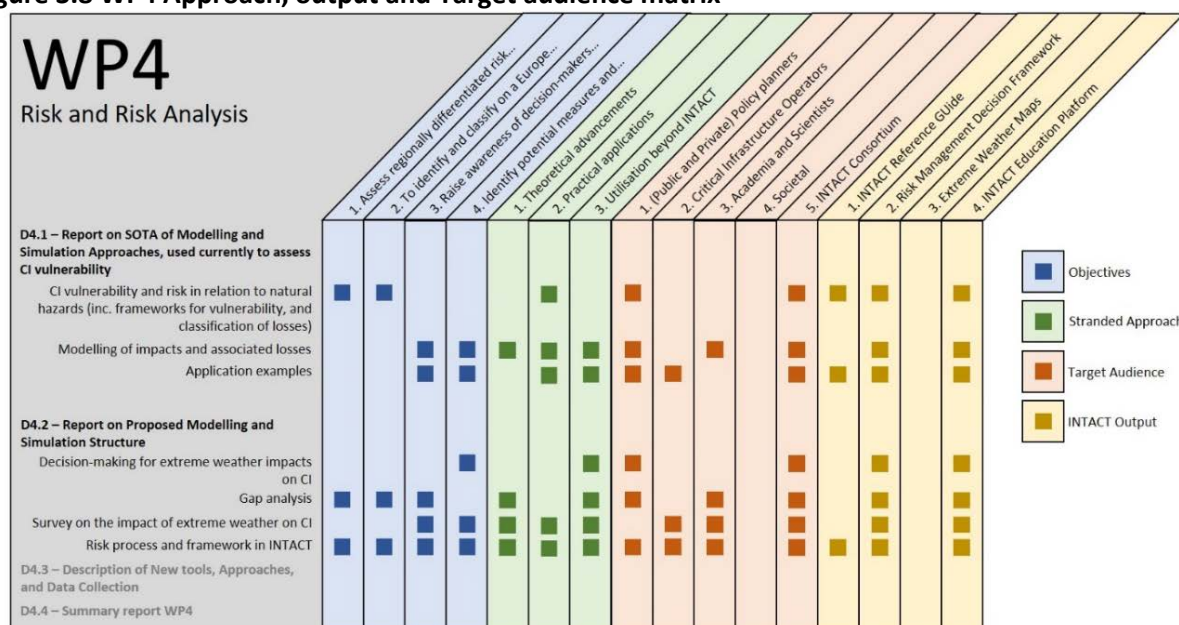 Figure 3.8 WP4 Approach, output and Target audience matrix
WP4
Risk and Risk Analysis
1. Assess regionally differentiated risk...
2. To identify and classify on a Europe...
3. Raise awareness of decision-makers...
4. Identify potential measures and...
1. Theoretical advancements
2. Practical applications
3. Utilisation beyond INTACT
1. (Public and Private) Policy planners
2. Critical Infrastructure Operators
3. Academia and Scientists
4. Societal
5. INTACT Consortium
1. INTACT Reference GUide
2. Risk Management Decision Framework
3. Extreme Weather Maps
4. INTACT Education Platform
D4.1 – Report on SOTA of Modelling and
Simulation Approaches, used currently to assess
CI vulnerability
CI vulnerability and risk in relation to natural
hazards (inc. frameworks for vulnerability, and
classification of losses)
Modelling of impacts and associated losses
Application examples
D4.2 – Report on Proposed Modelling and
Simulation Structure
Decision-making for extreme weather impacts
on CI
Gap analysis
Survey on the impact of extreme weather on CI
Risk process and framework in INTACT
D4.3 – Description of New tools, Approaches,
and Data Collection
D4.4 – Summary report WP4
Objectives
Stranded Approach
Target Audience
INTACT Output